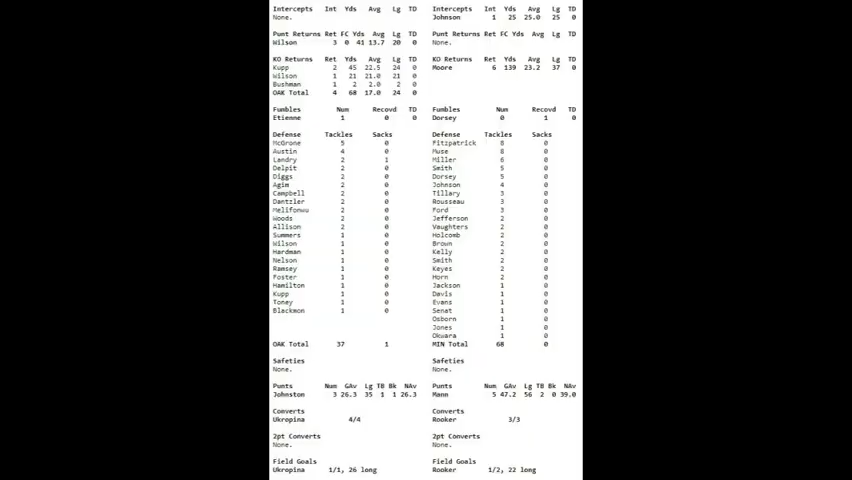 Intercepts Int Yds Avg Lg TD
None.
Punt Returns Ret FC Yds Avg Lg TD
Wilson 3 0 41 13.7 20 0
KO Returns Ret Yds Avg Lg TD
Kupp 2 45 22.5 24 0
Wilson 1 21 21.0 21 0
Bushman 1 2 2.0 2 0
OAK Total 4 68 17.0 24 0
Fumbles Num Recovd TD
Etienne 1 0 0
Defense Tackles Sacks
McGrone 5 0
Austin 4 0
Landry 2 1
Delpit 2 0
Diggs 2 0
Agim 2 0
Campbell 2 0
Dantzler 2 0
Melifonwu 2 0
Woods 2 0
Allison 2 0
Summers 1 0
Wilson 1 0
Hardman 1 0
Nelson 1 0
Ramsey 1 0
Foster 1 0
Hamilton 1 0
Kupp 1 0
Toney 1 0
Blackmon 1 0
OAK Total 37 1
Safeties
None.
Punts Num GAv Lg TB Bk NAv
Johnston 3 26.3 35 1 1 26.3
Converts
Ukropina 4/4
2pt Converts
None.
Field Goals
Ukropina 1/1, 26 long
Intercepts Int Yds Avg Lg TD
Johnson 1 25 25.0 25 0
Punt Returns Ret FC Yds Avg Lg TD
None.
KO Returns Ret Yds Avg Lg TD
Moore 6 139 23.2 37 0
Fumbles Num Recovd TD
Dorsey 0 1 0
Defense Tackles Sacks
Fitzpatrick 8 0
Muse 8 0
Miller 6 0
Smith 5 0
Dorsey 5 0
Johnson 4 0
Tillary 3 0
Rousseau 3 0
Ford 3 0
Jefferson 2 0
Vaughters 2 0
Holcomb 2 0
Brown 2 0
Kelly 2 0
Smith 2 0
Keyes 2 0
Horn 2 0
Jackson 1 0
Davis 1 0
Evans 1 0
Senat 1 0
Osborn 1 0
Jones 1 0
Okwara 1 0
MIN Total 68 0
Safeties
None.
Punts Num GAv Lg TB Bk NAv
Mann 5 47.2 56 2 0 39.0
Converts
Rooker 3/3
2pt Converts
None.
Field Goals
Rooker 1/2, 22 long